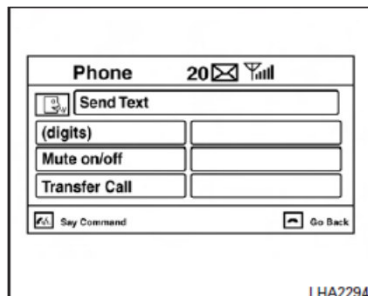 Phone 20
Send Text
(digits)
Mute on/off
Transfer Call
Say Command Go Back
LHA2294